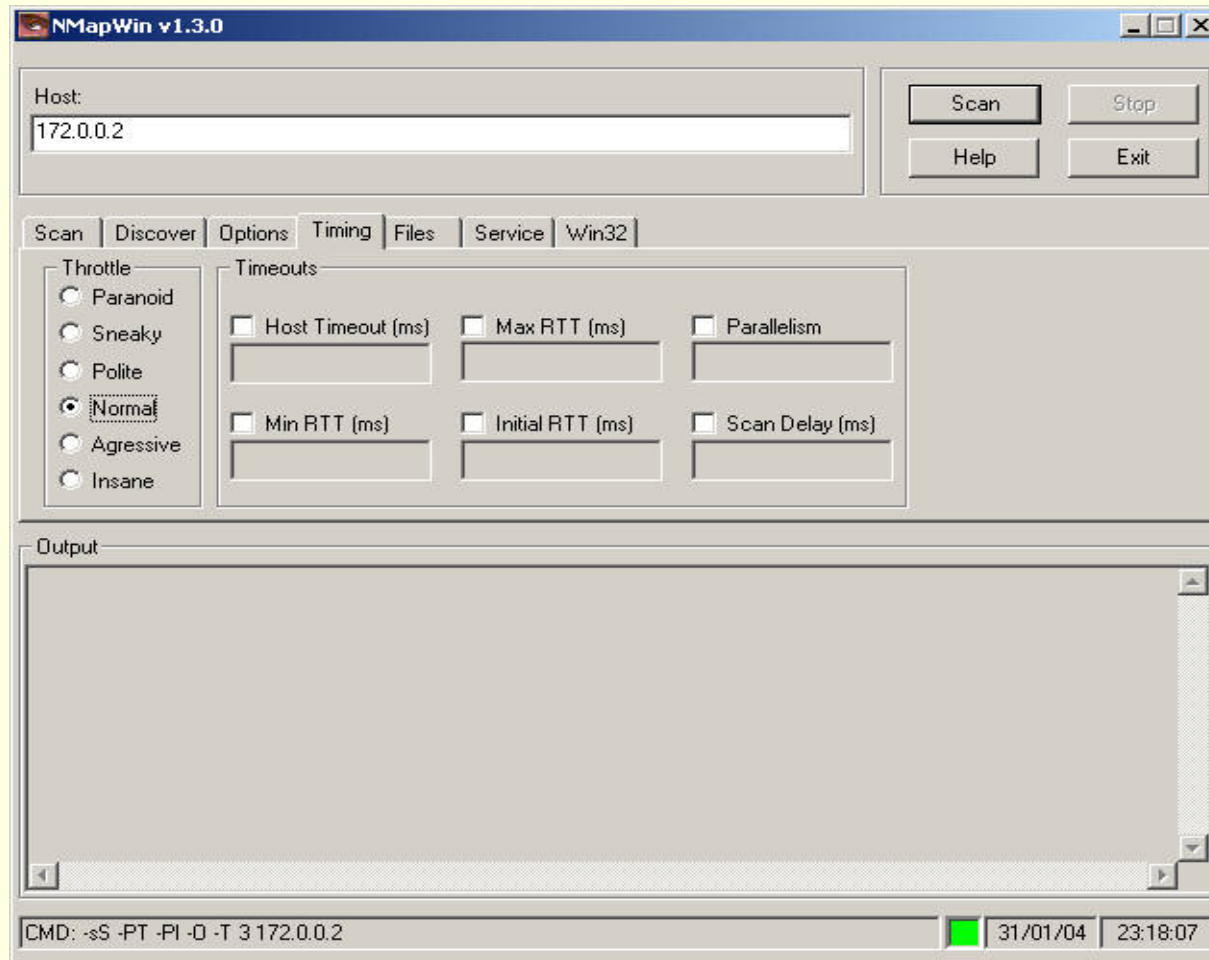 NMapWin v1.3.0
Host:
172.0.0.2
Scan
Stop
Help
Exit
Scan Discover Options Timing Files Service Win32
Throttle
Paranoid
Sneaky
Polite
Normal
Agressive
Insane
Timeouts
Host Timeout (ms)
Max RTT (ms)
Parallelism
Min RTT (ms)
Initial RTT (ms)
Scan Delay (ms)
Output
CMD: -sS -PT -PI -O -T 3 172.0.0.2
31/01/04
23:18:07